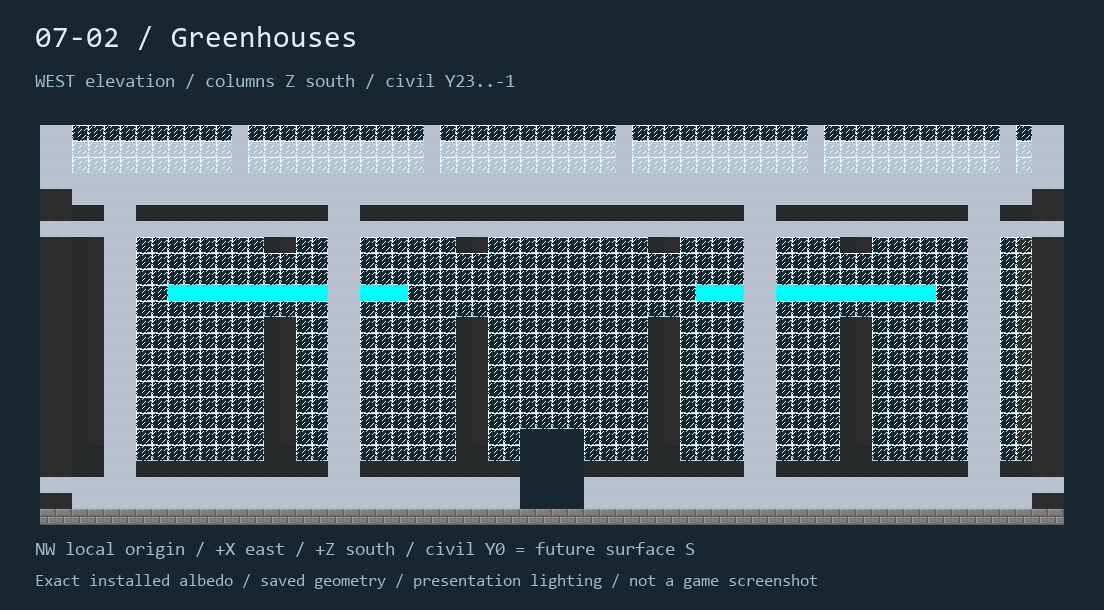 07-02 / Greenhouses
WEST elevation / columns Z south / civil Y23..-1
NW local origin / +X east / +Z south / civil Y0 = future surface S
Exact installed albedo / saved geometry / presentation lighting / not a game screenshot